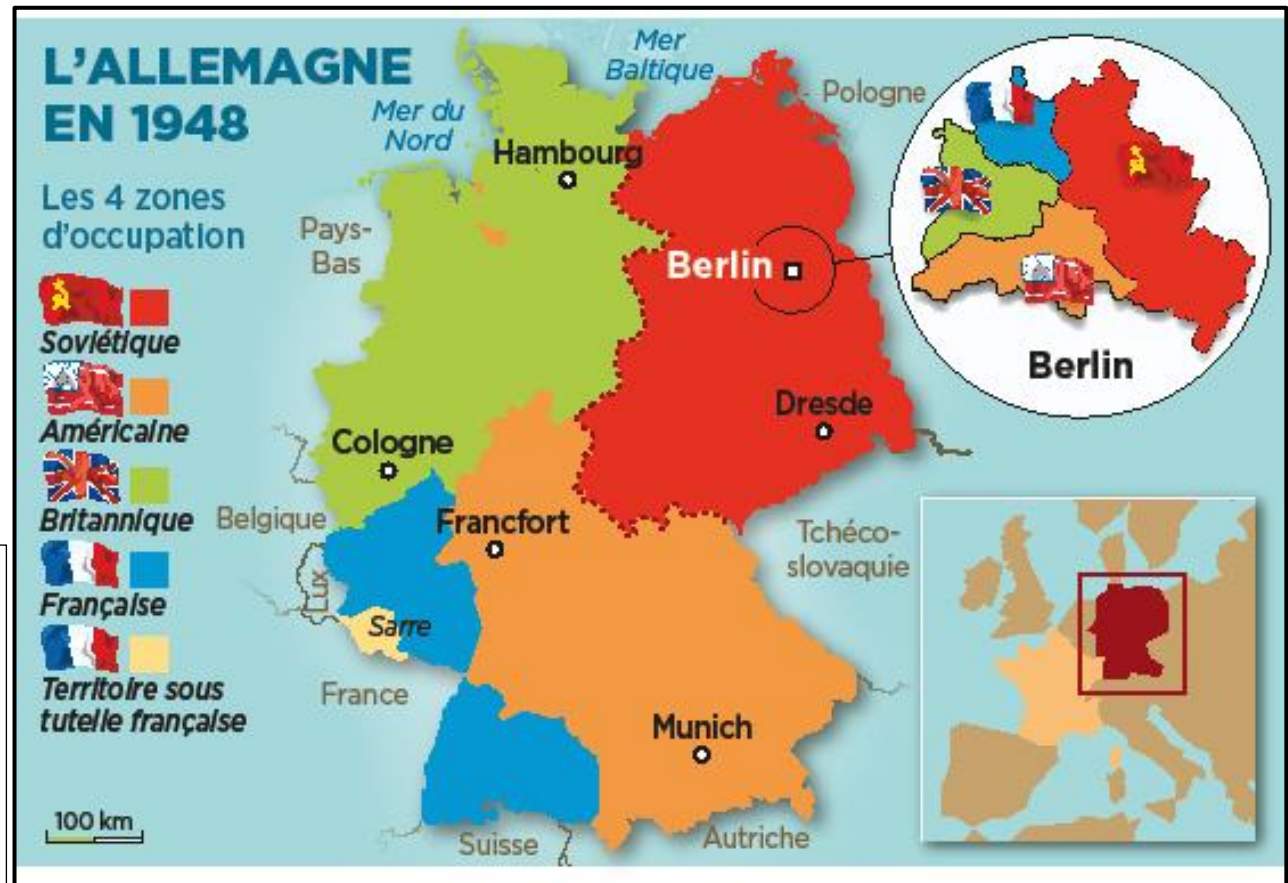 L'ALLEMAGNE
EN 1948
Les 4 zones
d'occupation
Soviétique
Américaine
Britannique
Française
Territoire sous
tutelle française
100 km
Mer du
Nord
Mer
Baltique
Pologne
Hambourg
Pays-
Bas
Berlin
Dresde
Cologne
Belgique
Francfort
Tchéco-
slovaquie
Lux
Sarre
France
Munich
Suisse
Autriche
Berlin